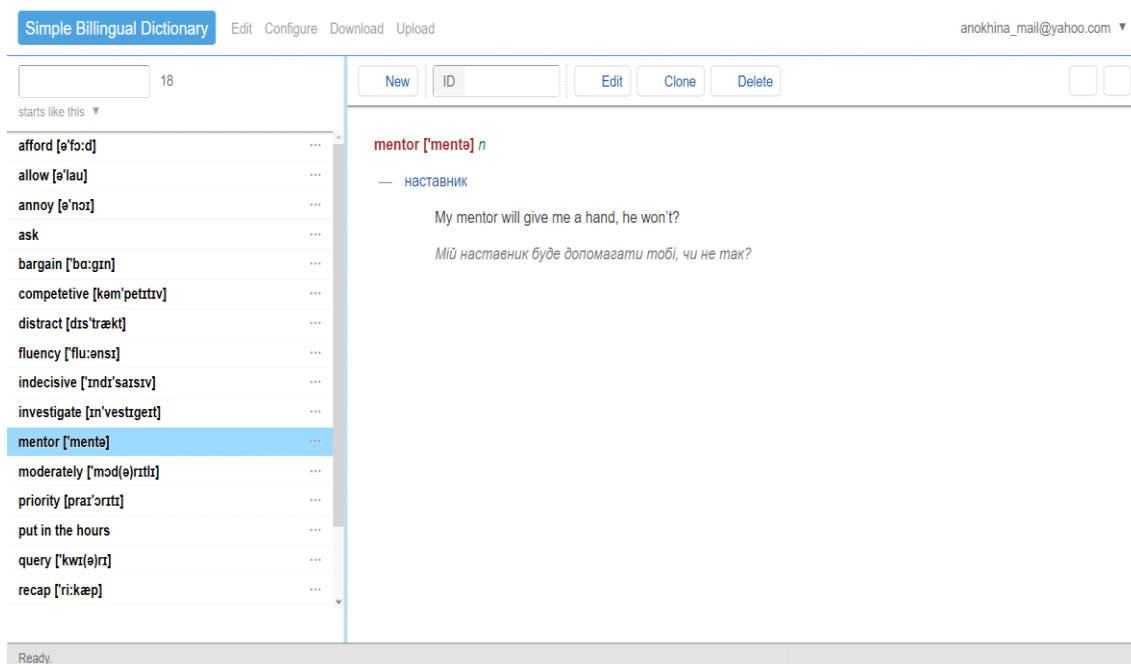 Simple Billingual Dictionary Edit Configure Download Upload anokhina_mail@yahoo.com ▼
18 New ID Edit Clone Delete
starts like this ▼
afford [ə'fɔ:d] ...
allow [ə'lau] ...
annoy [ə'nɔɪ] ...
ask ...
bargain ['bɑ:gɪn] ...
competetive [kəm'petɪtɪv] ...
distract [dɪs'trækt] ...
fluency ['flu:ənsɪ] ...
indecisive ['ɪndɪ'saɪsɪv] ...
investigate [ɪn'vestɪgeɪt] ...
mentor ['mentə] ...
moderately ['mɔd(ə)rɪtlɪ] ...
priority [praɪ'ɔrɪtɪ] ...
put in the hours ...
query ['kwɪ(ə)rɪ] ...
recap ['ri:kæp] ...
mentor ['mentə] n
— наставник
My mentor will give me a hand, he won’t?
Мій наставник буде допомагати тобі, чи не так?
Ready.